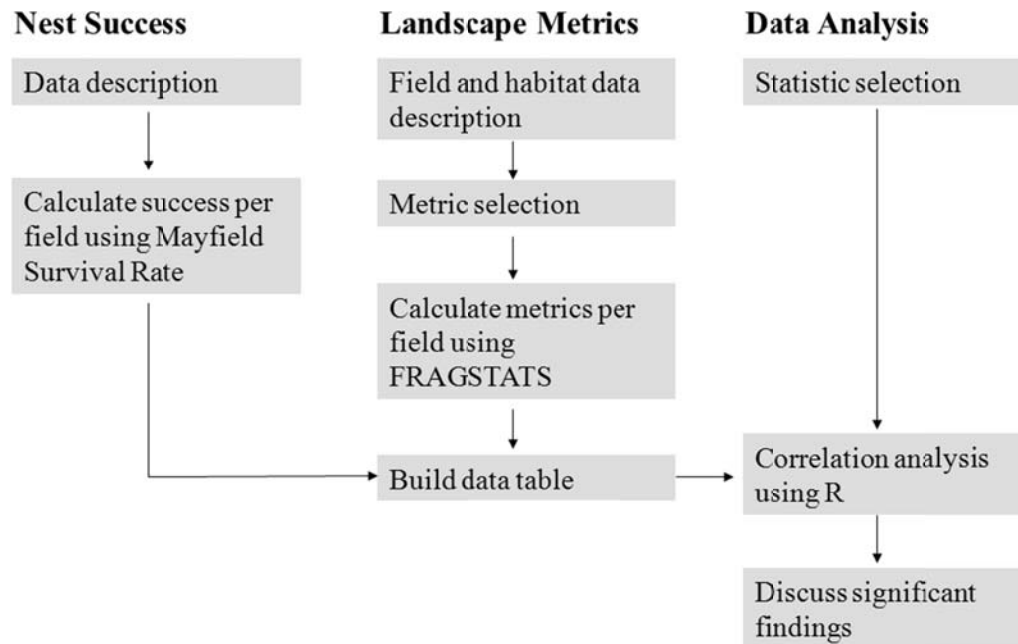 Nest Success
Data description
Calculate success per
field using Mayfield
Survival Rate
Landscape Metrics
Field and habitat data
description
Metric selection
Calculate metrics per
field using
FRAGSTATS
Build data table
Data Analysis
Statistic selection
Correlation analysis
using R
Discuss significant
findings